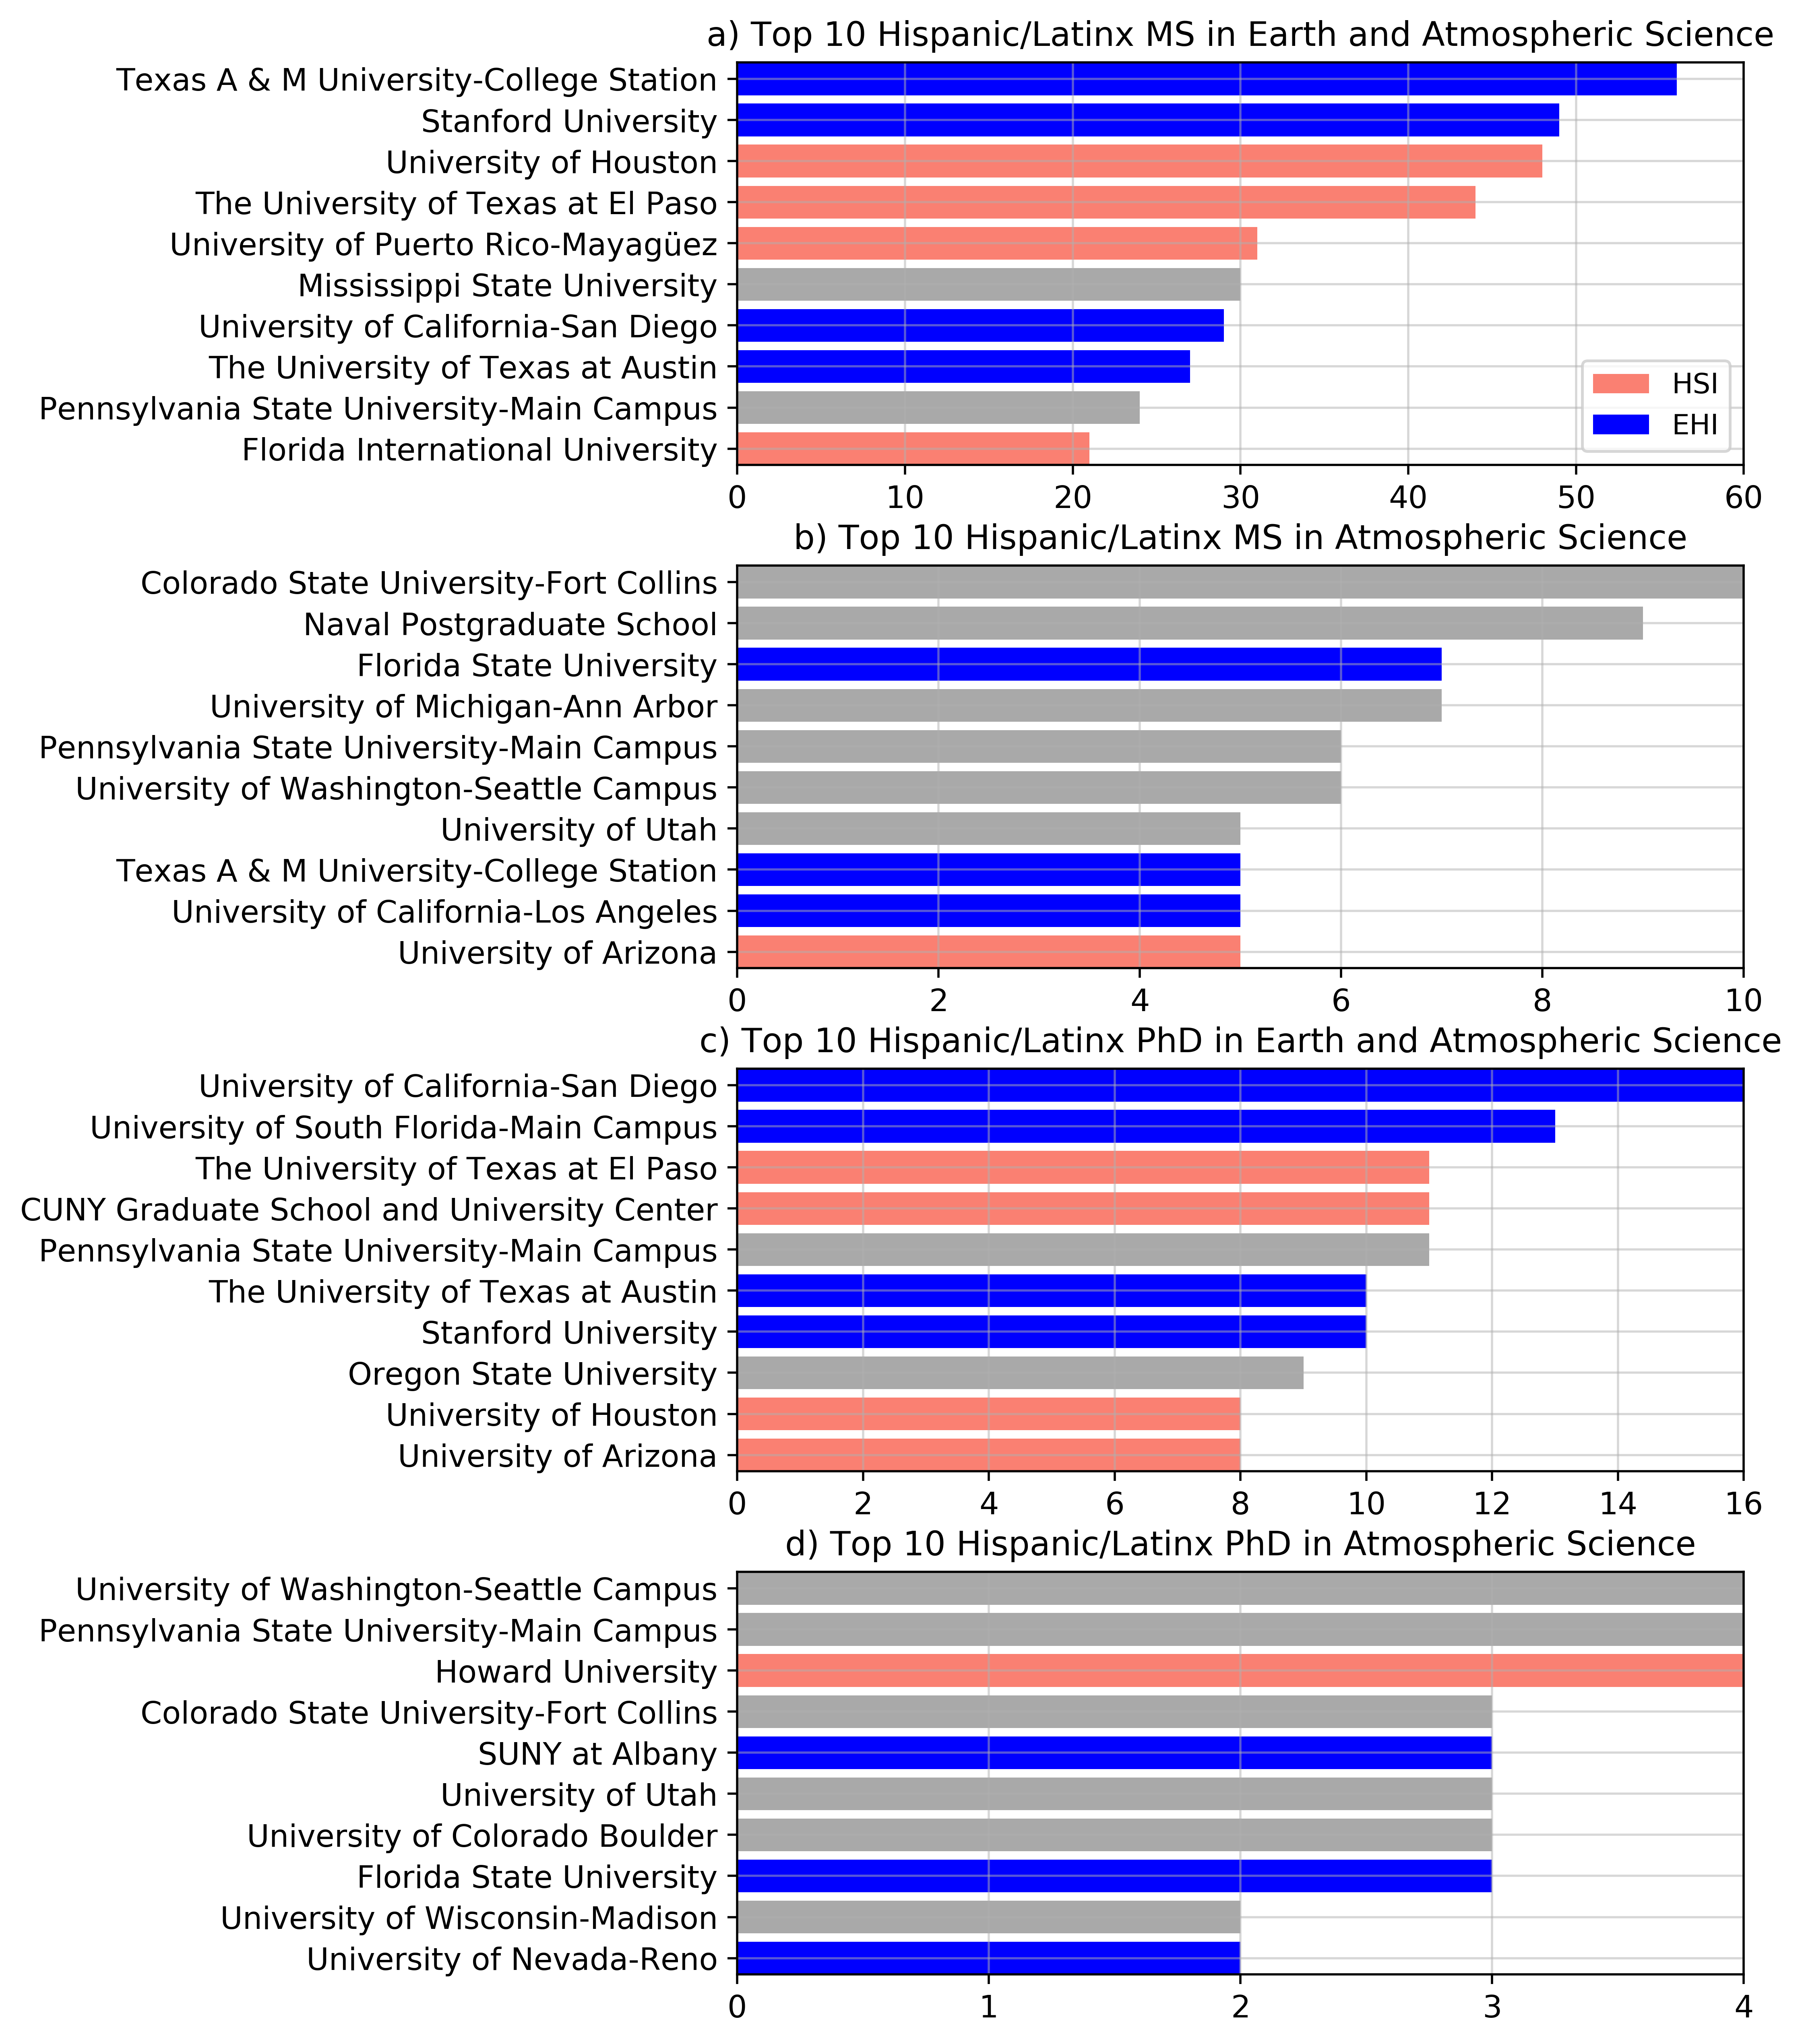 a) Top 10 Hispanic/Latinx MS in Earth and Atmospheric Science
Texas A & M University-College Station
Stanford University
University of Houston
The University of Texas at El Paso
University of Puerto Rico-Mayagüez
Mississippi State University
University of California-San Diego
The University of Texas at Austin
Pennsylvania State University-Main Campus
Florida International University
HSI
EHI
0 10 20 30 40 50 60
b) Top 10 Hispanic/Latinx MS in Atmospheric Science
Colorado State University-Fort Collins
Naval Postgraduate School
Florida State University
University of Michigan-Ann Arbor
Pennsylvania State University-Main Campus
University of Washington-Seattle Campus
University of Utah
Texas A & M University-College Station
University of California-Los Angeles
University of Arizona
0 2 4 6 8 10
c) Top 10 Hispanic/Latinx PhD in Earth and Atmospheric Science
University of California-San Diego
University of South Florida-Main Campus
The University of Texas at El Paso
CUNY Graduate School and University Center
Pennsylvania State University-Main Campus
The University of Texas at Austin
Stanford University
Oregon State University
University of Houston
University of Arizona
0 2 4 6 8 10 12 14 16
d) Top 10 Hispanic/Latinx PhD in Atmospheric Science
University of Washington-Seattle Campus
Pennsylvania State University-Main Campus
Howard University
Colorado State University-Fort Collins
SUNY at Albany
University of Utah
University of Colorado Boulder
Florida State University
University of Wisconsin-Madison
University of Nevada-Reno
0 1 2 3 4